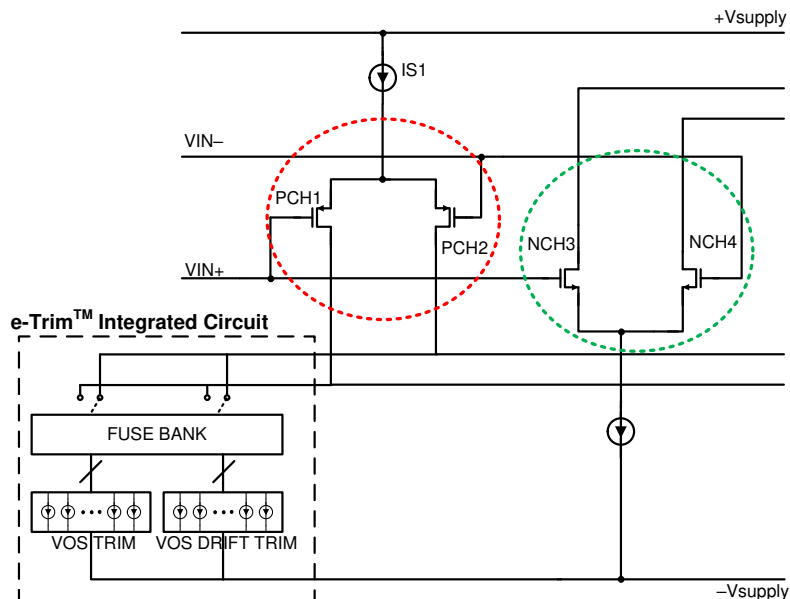 +Vsupply
IS1
VIN–
PCH1
PCH2
NCH3
NCH4
VIN+
e-Trim™ Integrated Circuit
FUSE BANK
VOS TRIM
VOS DRIFT TRIM
–Vsupply